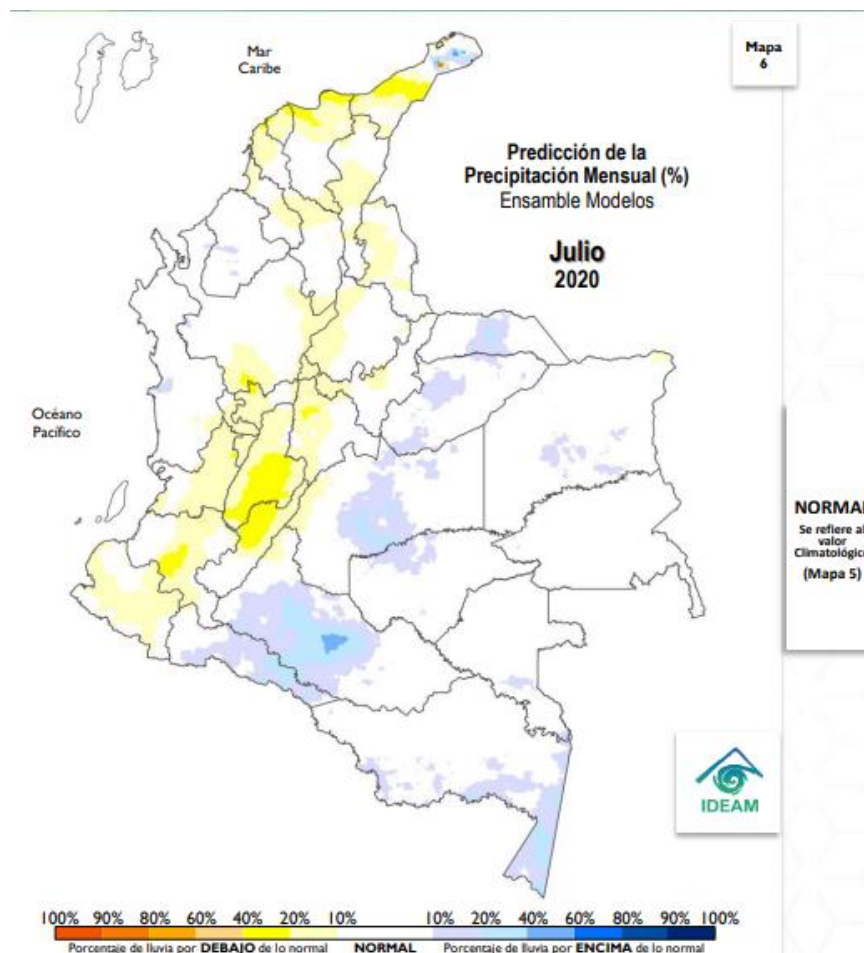 Mar
Caribe
Mapa
6
Predicción de la
Precipitación Mensual (%)
Ensamble Modelos
Julio
2020
Océano
Pacífico
NORMAL
Se refiere al
valor
Climatológico
(Mapa 5)
IDEAM
100% 90% 80% 60% 40% 20% 10% 10% 20% 40% 60% 80% 90% 100%
Porcentaje de lluvia por DEBAJO de lo normal NORMAL Porcentaje de lluvia por ENCIMA de lo normal